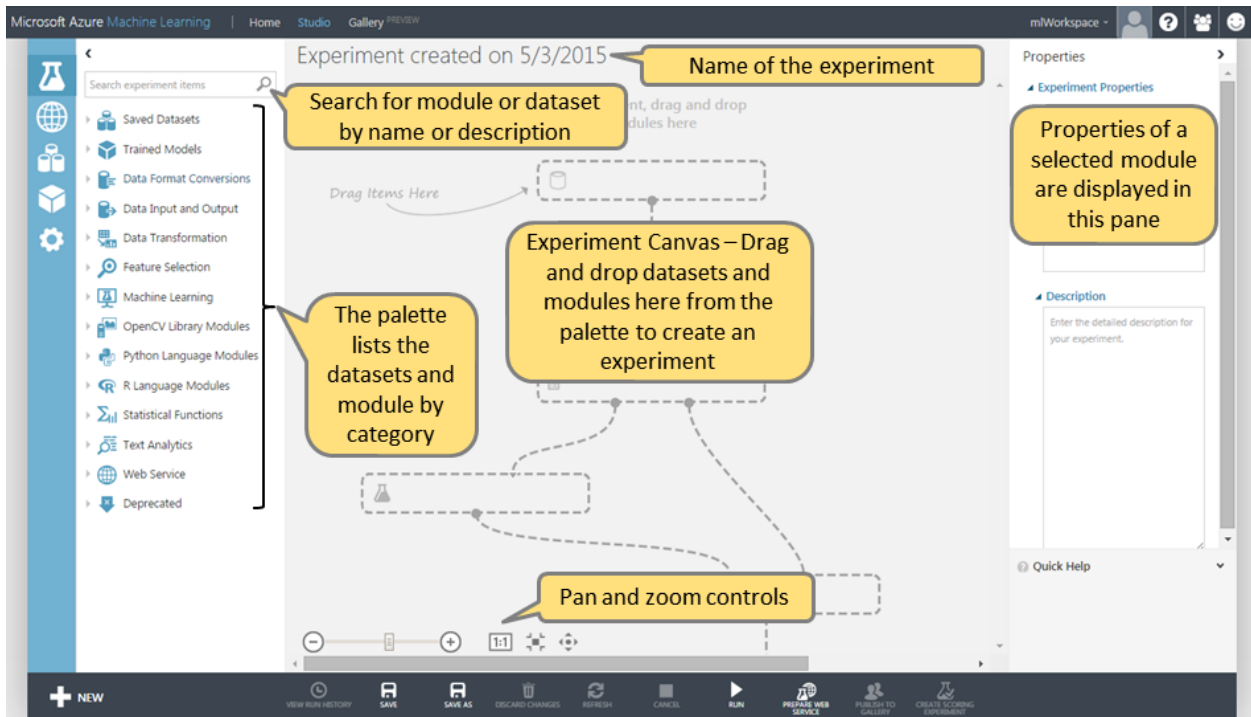 Microsoft Azure Machine Learning | Home Studio Gallery PREVIEW mlWorkspace
Experiment created on 5/3/2015
Name of the experiment
Properties
Search experiment items
Experiment Properties
Search for module or dataset
by name or description
nt, drag and drop
dules here
Saved Datasets
Trained Models
Data Format Conversions
Data Input and Output
Data Transformation
Feature Selection
Machine Learning
OpenCV Library Modules
Python Language Modules
R Language Modules
Statistical Functions
Text Analytics
Web Service
Deprecated
The palette
lists the
datasets and
module by
category
Drag Items Here
Experiment Canvas – Drag
and drop datasets and
modules here from the
palette to create an
experiment
Properties of a
selected module
are displayed in
this pane
Description
Enter the detailed description for
your experiment.
Quick Help
Pan and zoom controls
1:1
NEW
VIEW RUN HISTORY
SAVE
SAVE AS
DISCARD CHANGES
REFRESH
CANCEL
RUN
PREPARE WEB
SERVICE
PUBLISH TO
GALLERY
CREATE SCORING
EXPERIMENT